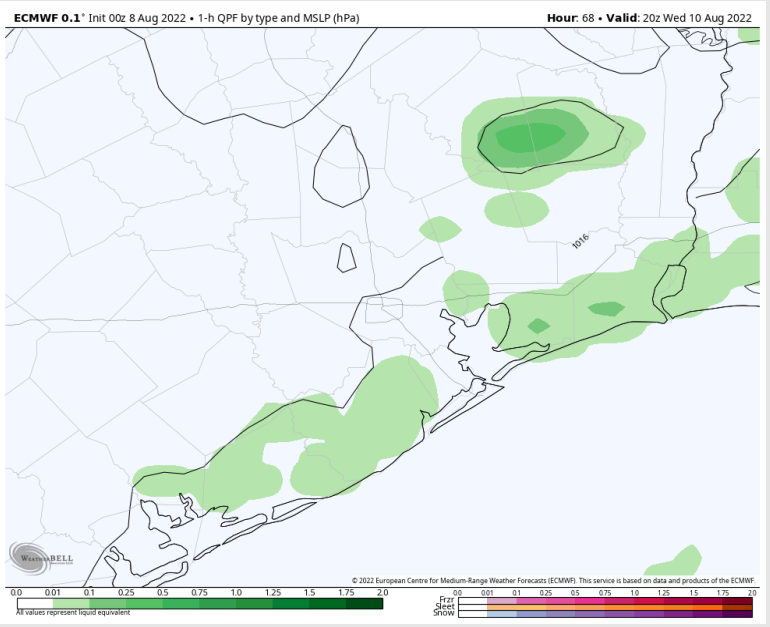 ECMWF 0.1° Init 00z 8 Aug 2022 • 1-h QPF by type and MSLP (hPa) Hour: 68 • Valid: 20z Wed 10 Aug 2022
1016
WEATHERBELL
© 2022 European Centre for Medium-Range Weather Forecasts (ECMWF). This service is based on data and products of the ECMWF.
0.0 0.01 0.1 0.25 0.5 0.75 1.0 1.25 1.5 1.75 2.0
All values represent liquid equivalent
0.0 0.01 0.1 0.25 0.5 0.75 1.0 1.25 1.5 1.75 2.0
Frzr
Sleet
Snow